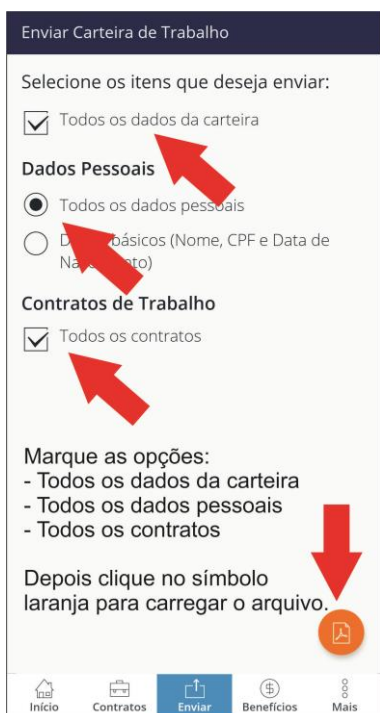 Enviar Carteira de Trabalho
Selecione os itens que deseja enviar:
Todos os dados da carteira
Dados Pessoais
Todos os dados pessoais
básicos (Nome, CPF e Data de
Contratos de Trabalho
Todos os contratos
Marque as opções:
- Todos os dados da carteira
- Todos os dados pessoais
- Todos os contratos
Depois clique no símbolo
laranja para carregar o arquivo.
Início Contratos Enviar Benefícios Mais